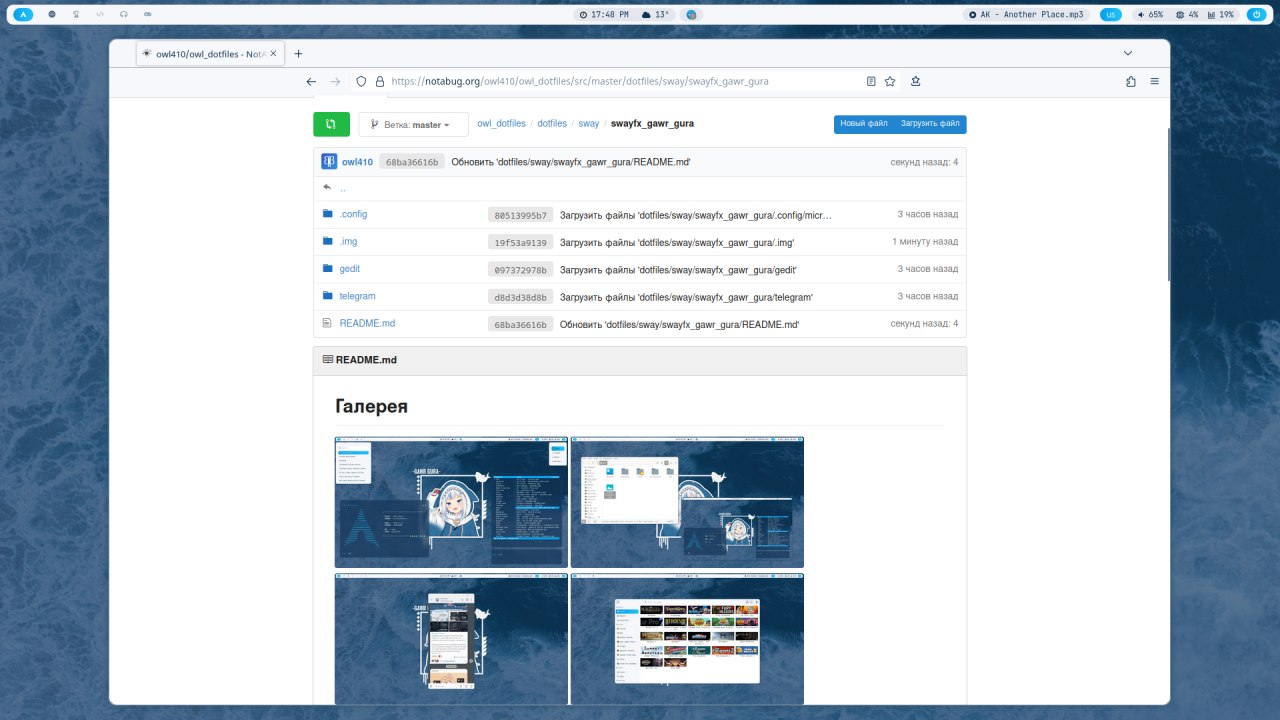 17:48 PM
13°
AK - Another Place.mp3
us
65%
4%
19%
owl410/owl_dotfiles - NotA
https://notabug.org/owl410/owl_dotfiles/src/master/dotfiles/sway/swayfx_gawr_gura
Ветка: master
owl_dotfiles / dotfiles / sway / swayfx_gawr_gura
Новый файл
Загрузить файл
owl410 68ba36616b Обновить 'dotfiles/sway/swayfx_gawr_gura/README.md' секунд назад: 4
..
.config 80513995b7 Загрузить файлы 'dotfiles/sway/swayfx_gawr_gura/.config/micr… 3 часов назад
.img 19f53a9139 Загрузить файлы 'dotfiles/sway/swayfx_gawr_gura/.img' 1 минуту назад
gedit 097372978b Загрузить файлы 'dotfiles/sway/swayfx_gawr_gura/gedit' 3 часов назад
telegram d8d3d38d8b Загрузить файлы 'dotfiles/sway/swayfx_gawr_gura/telegram' 3 часов назад
README.md 68ba36616b Обновить 'dotfiles/sway/swayfx_gawr_gura/README.md' секунд назад: 4
README.md
Галерея
GAWR GURA